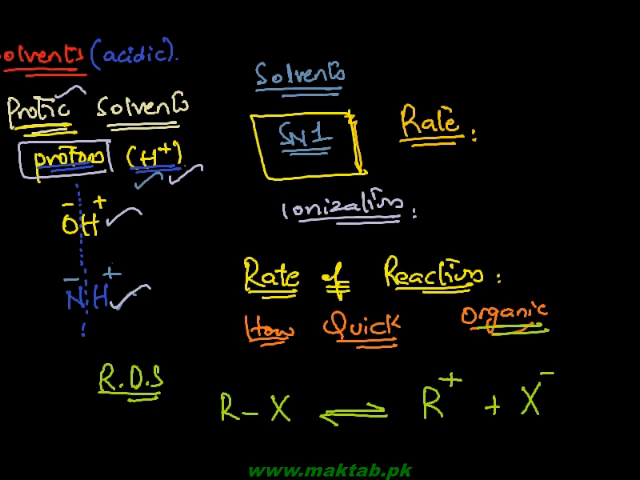 Solvents (acidic).
Protic Solvents
protons (H⁺)
⁻OH⁺
⁻NH⁺
R.D.S
Solvents
SN1
Rate :
Ionization :
Rate of Reaction :
How Quick Organic
R-X ⇌ R⁺ + X⁻
www.maktab.pk